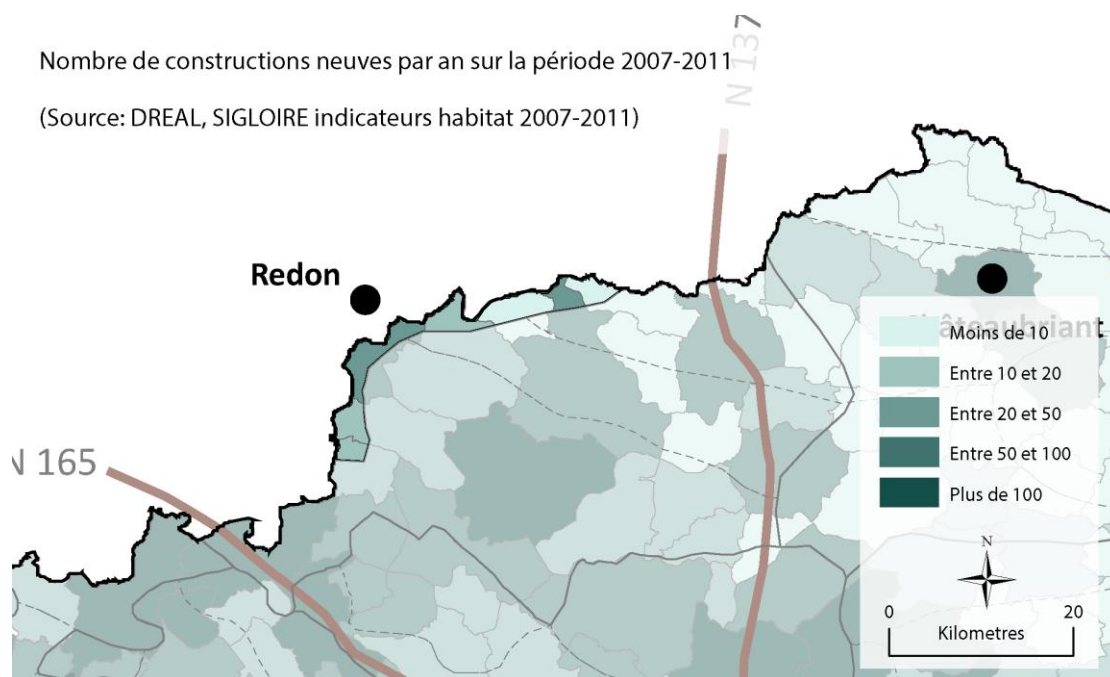 Nombre de constructions neuves par an sur la période 2007-2011
(Source: DREAL, SIGLOIRE indicateurs habitat 2007-2011)
N 137
Redon
Châteaubriant
Moins de 10
Entre 10 et 20
Entre 20 et 50
N 165
Entre 50 et 100
Plus de 100
N
0 20
Kilometres